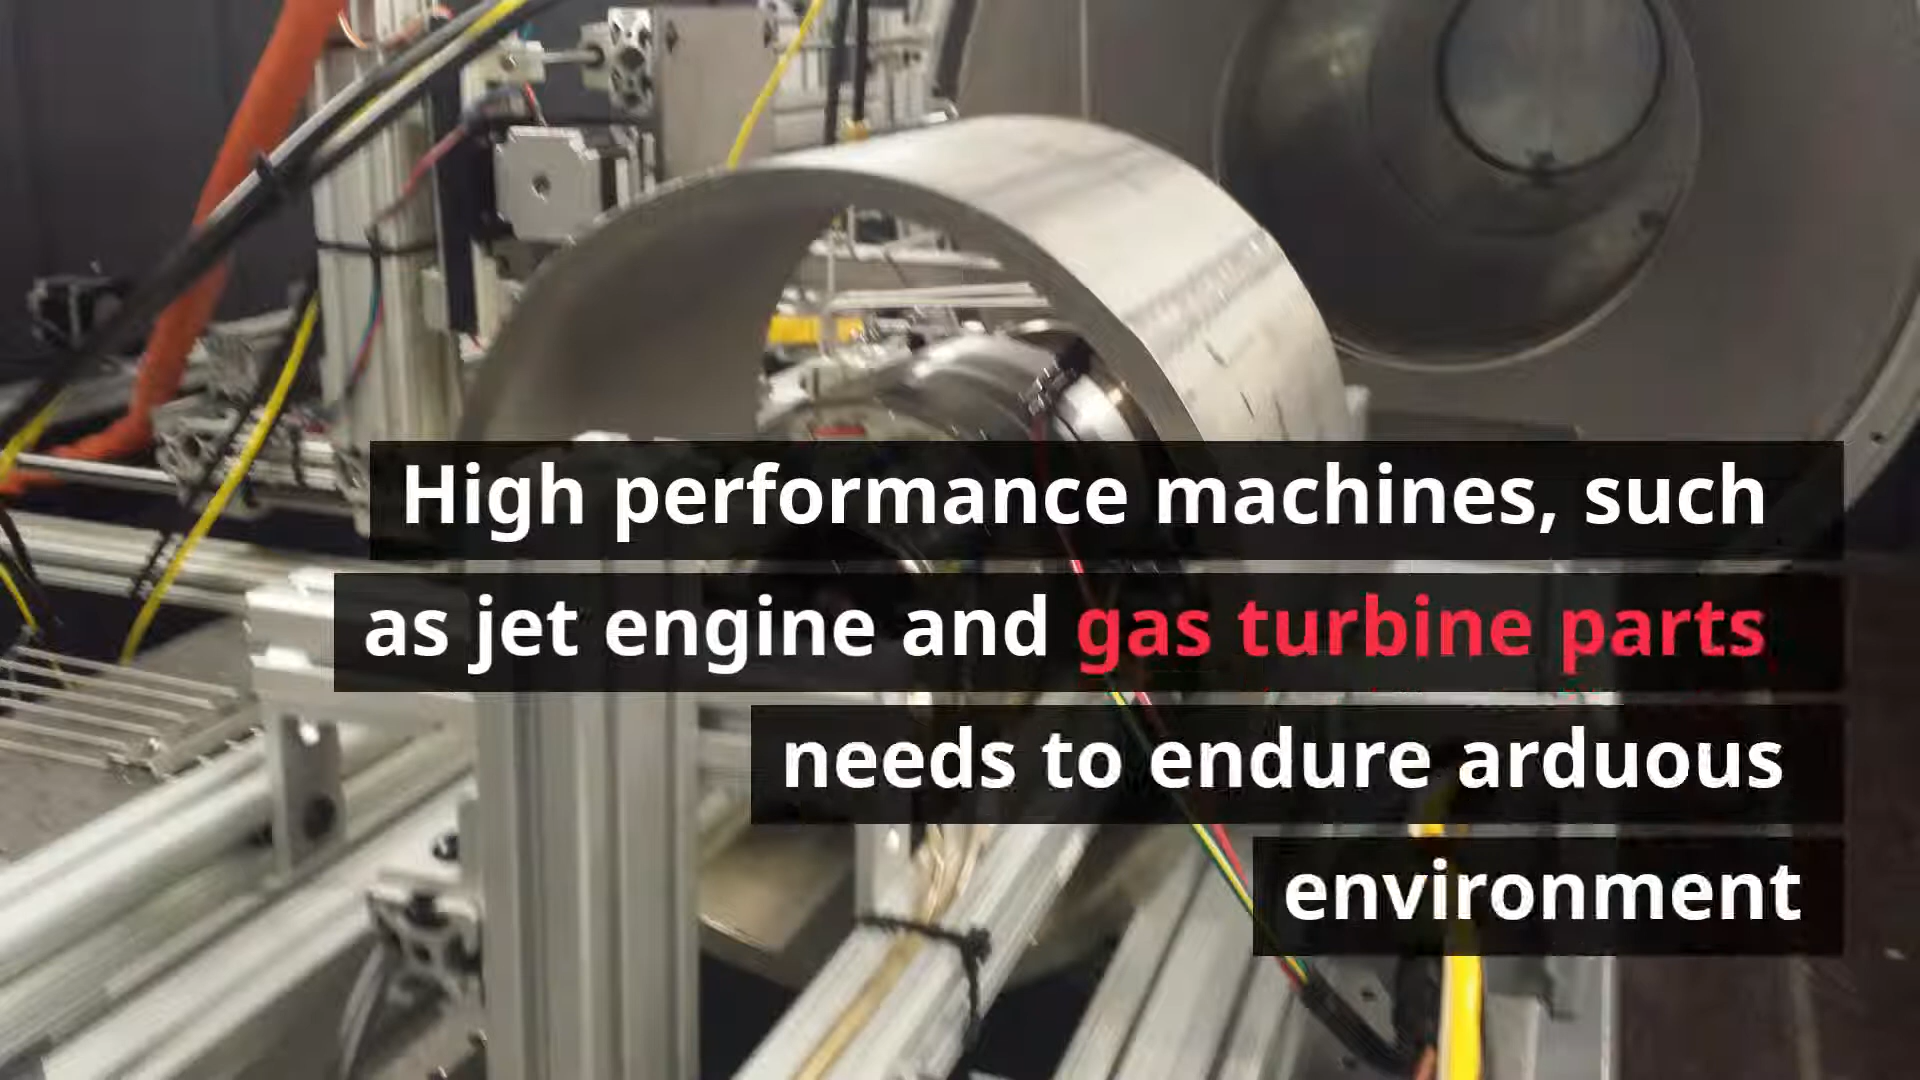 High performance machines, such
as jet engine and gas turbine parts
needs to endure arduous
environment